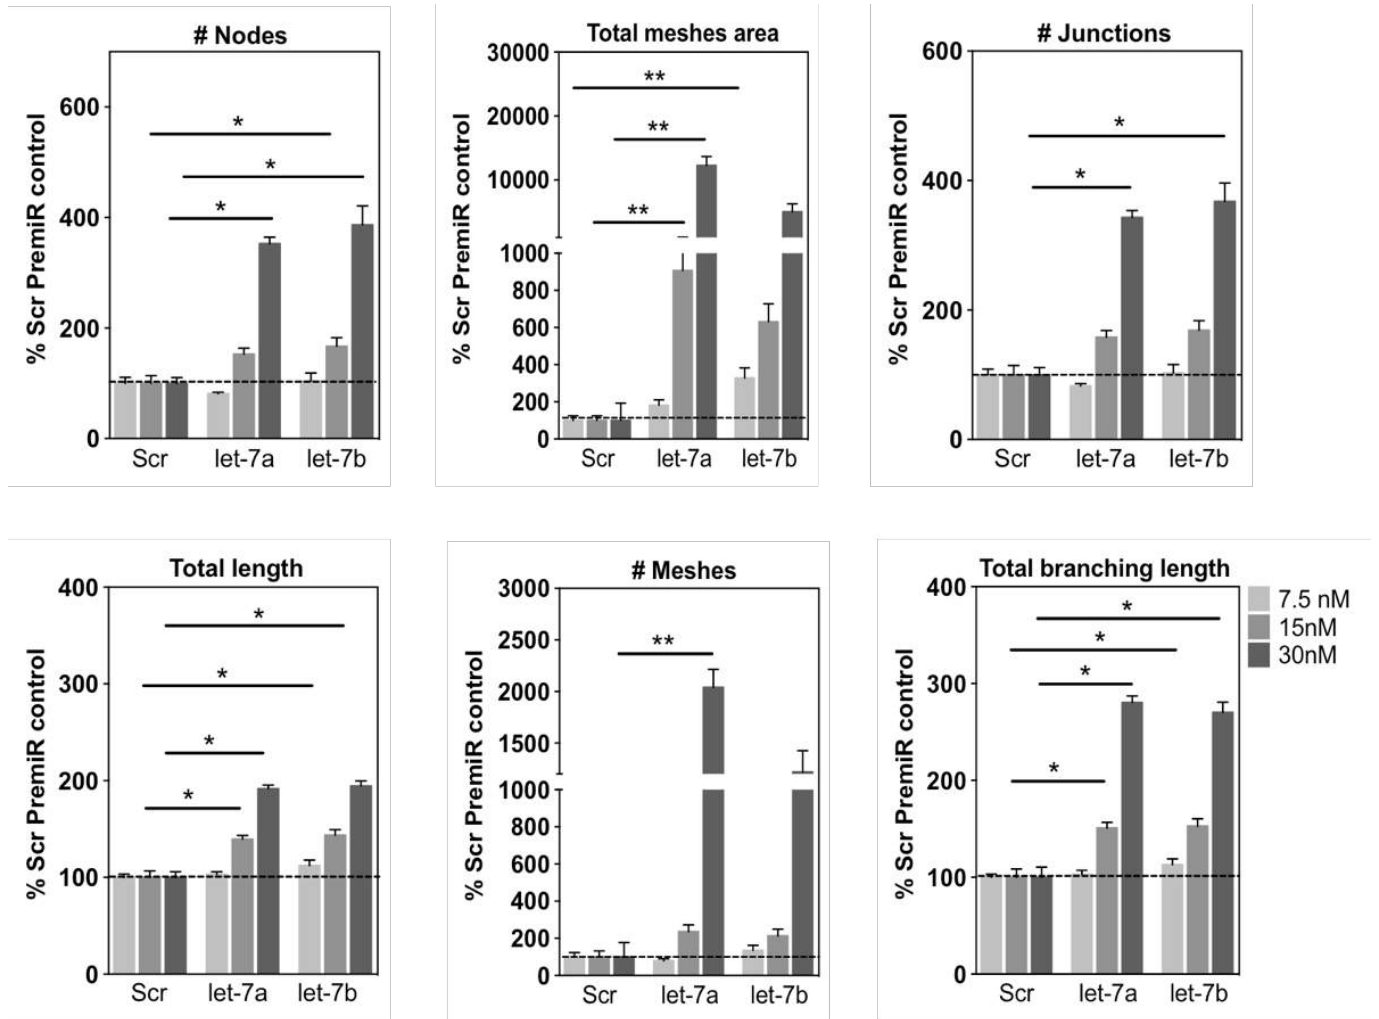 # Nodes
% Scr PremiR control
600
400
200
0
*
*
*
Scr let-7a let-7b
Total meshes area
% Scr PremiR control
30000
20000
10000
1000
800
600
400
200
0
**
**
**
Scr let-7a let-7b
# Junctions
% Scr PremiR control
600
400
200
0
*
*
Scr let-7a let-7b
Total length
% Scr PremiR control
400
300
200
100
0
*
*
*
*
Scr let-7a let-7b
# Meshes
% Scr PremiR control
3000
2500
2000
1500
1000
800
600
400
200
0
**
Scr let-7a let-7b
Total branching length
% Scr PremiR control
400
300
200
100
0
*
*
*
*
Scr let-7a let-7b
7.5 nM
15nM
30nM